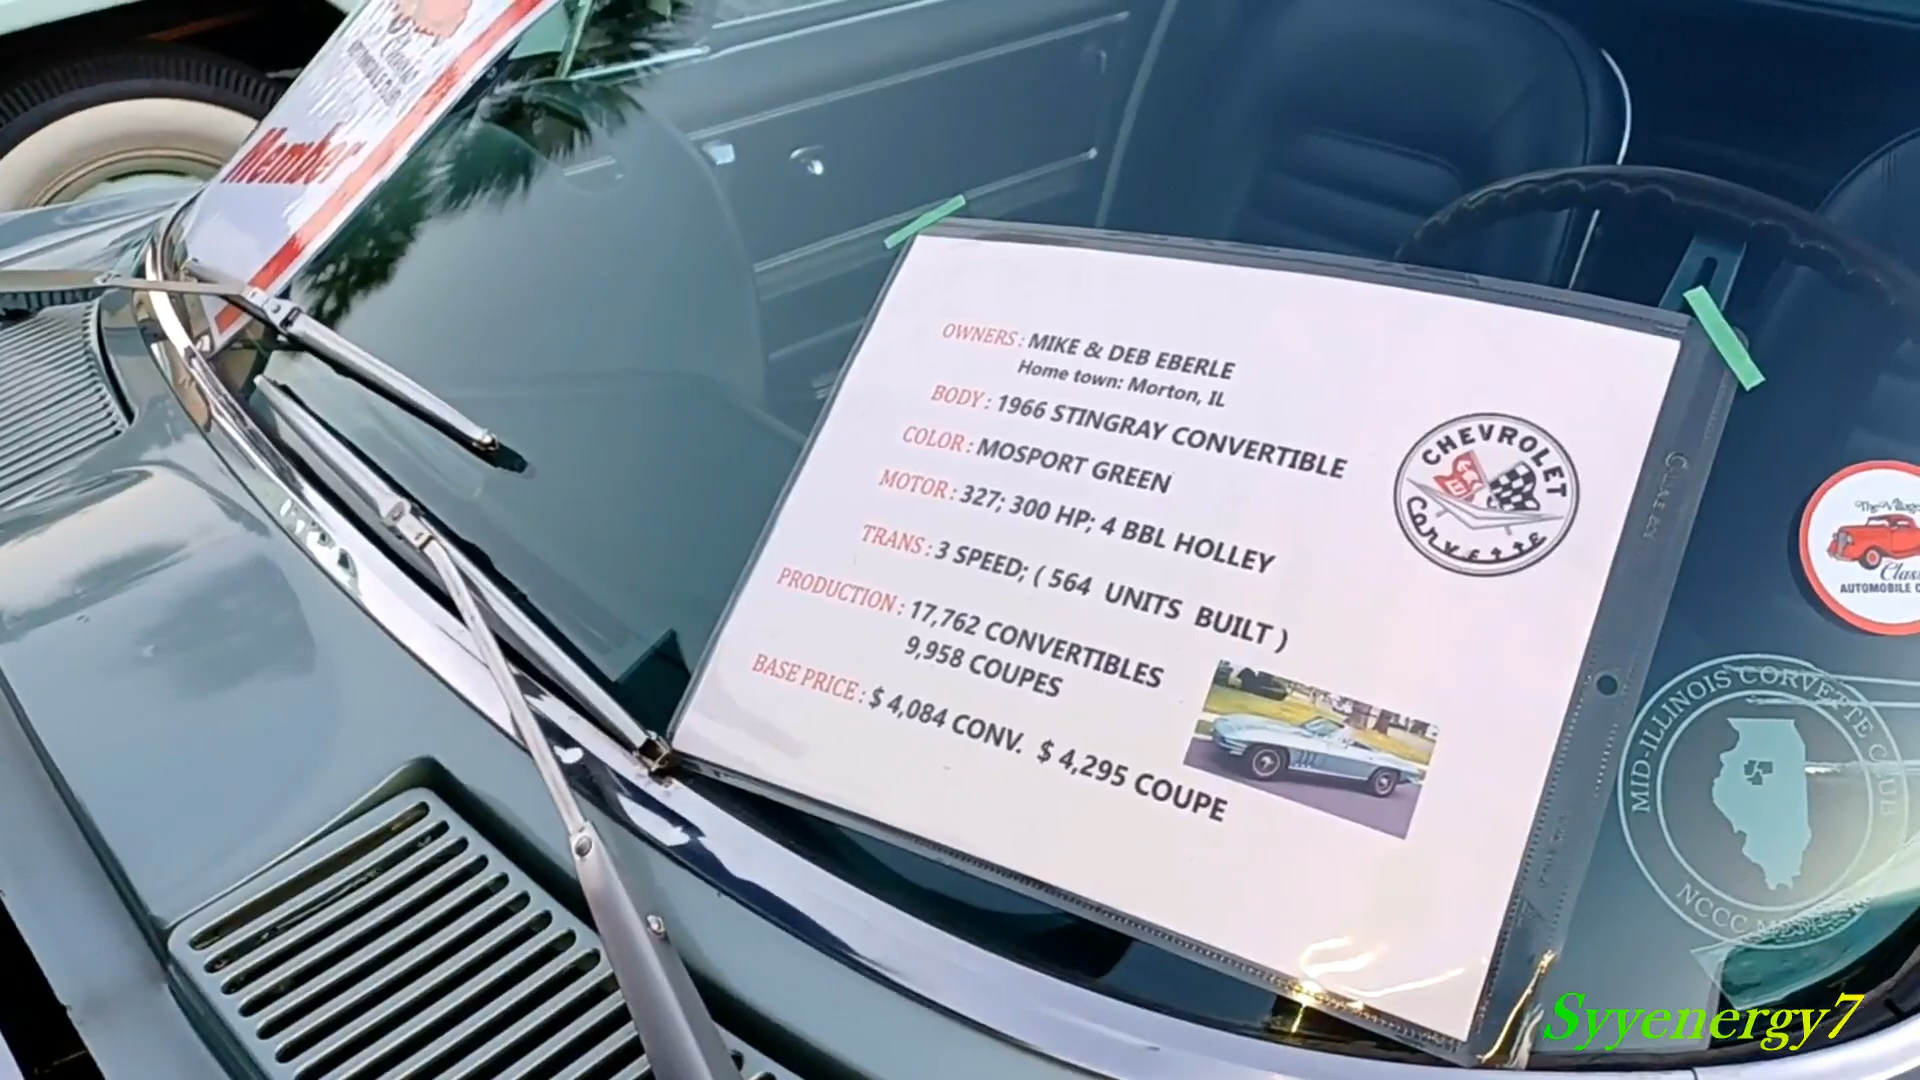 Member
OWNERS: MIKE & DEB EBERLE
Home town: Morton, IL
BODY: 1966 STINGRAY CONVERTIBLE
COLOR: MOSPORT GREEN
MOTOR: 327; 300 HP; 4 BBL HOLLEY
TRANS: 3 SPEED; ( 564 UNITS BUILT )
PRODUCTION: 17,762 CONVERTIBLES
9,958 COUPES
BASE PRICE: $ 4,084 CONV. $ 4,295 COUPE
CHEVROLET
Corvette
AUTOMOBILE
MID-ILLINOIS CORVETTE CLUB
NCCC
Syyenergy7